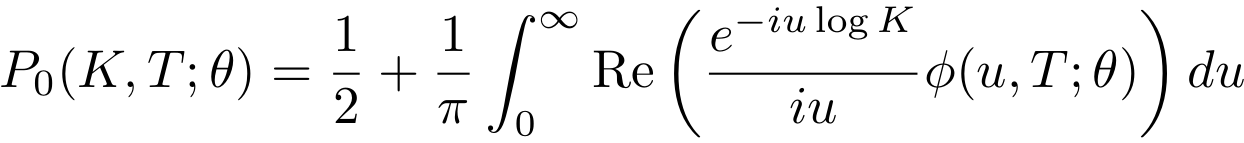 $$P_0(K, T; \theta) = \frac{1}{2} + \frac{1}{\pi} \int_0^\infty \mathrm{Re}\left( \frac{e^{-iu \log K}}{iu} \phi(u, T; \theta) \right) du$$